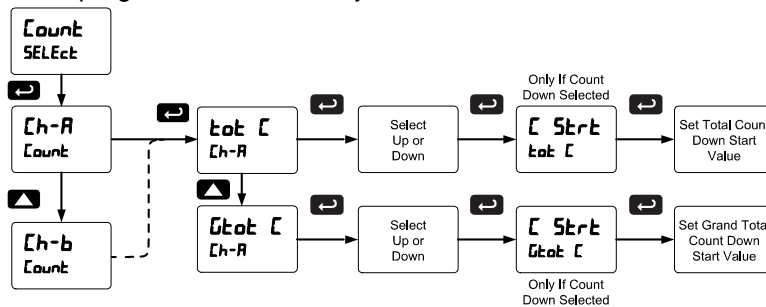 Count
SELEct
Ch-A
Count
Ch-b
Count
tot C
Ch-A
Gtot C
Ch-A
Select
Up or
Down
Select
Up or
Down
Only If Count
Down Selected
C Strt
tot C
C Strt
Gtot C
Only If Count
Down Selected
Set Total Coun
Down Start
Value
Set Grand Tota
Count Down
Start Value